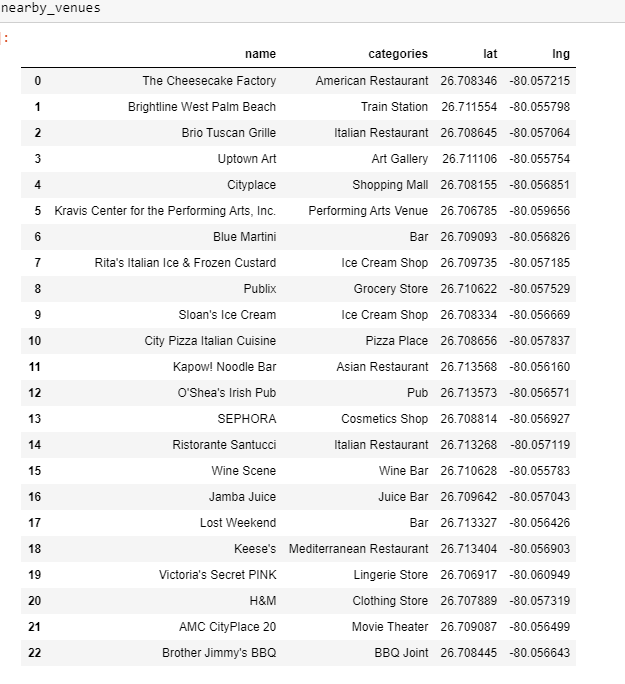 nearby_venues
]:
name categories lat lng
0 The Cheesecake Factory American Restaurant 26.708346 -80.057215
1 Brightline West Palm Beach Train Station 26.711554 -80.055798
2 Brio Tuscan Grille Italian Restaurant 26.708645 -80.057064
3 Uptown Art Art Gallery 26.711106 -80.055754
4 Cityplace Shopping Mall 26.708155 -80.056851
5 Kravis Center for the Performing Arts, Inc. Performing Arts Venue 26.706785 -80.059656
6 Blue Martini Bar 26.709093 -80.056826
7 Rita's Italian Ice & Frozen Custard Ice Cream Shop 26.709735 -80.057185
8 Publix Grocery Store 26.710622 -80.057529
9 Sloan's Ice Cream Ice Cream Shop 26.708334 -80.056669
10 City Pizza Italian Cuisine Pizza Place 26.708656 -80.057837
11 Kapow! Noodle Bar Asian Restaurant 26.713568 -80.056160
12 O'Shea's Irish Pub Pub 26.713573 -80.056571
13 SEPHORA Cosmetics Shop 26.708814 -80.056927
14 Ristorante Santucci Italian Restaurant 26.713268 -80.057119
15 Wine Scene Wine Bar 26.710628 -80.055783
16 Jamba Juice Juice Bar 26.709642 -80.057043
17 Lost Weekend Bar 26.713327 -80.056426
18 Keese's Mediterranean Restaurant 26.713404 -80.056903
19 Victoria's Secret PINK Lingerie Store 26.706917 -80.060949
20 H&M Clothing Store 26.707889 -80.057319
21 AMC CityPlace 20 Movie Theater 26.709087 -80.056499
22 Brother Jimmy's BBQ BBQ Joint 26.708445 -80.056643